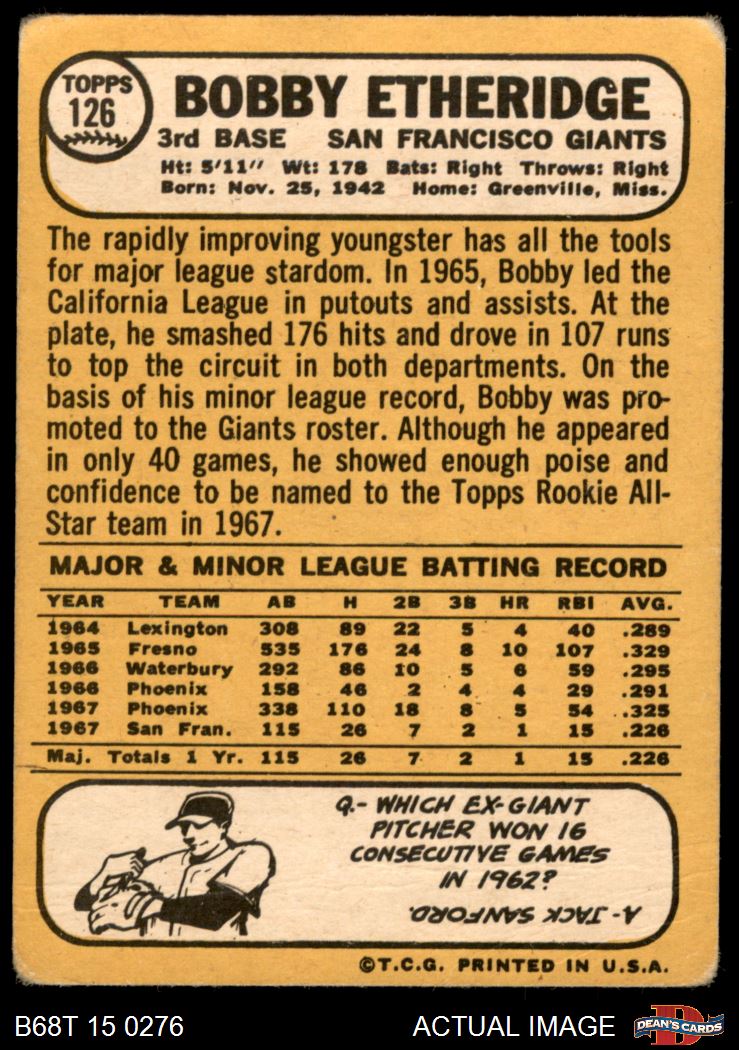 TOPPS
126
BOBBY ETHERIDGE
3rd BASE SAN FRANCISCO GIANTS
Ht: 5'11" Wt: 178 Bats: Right Throws: Right
Born: Nov. 25, 1942 Home: Greenville, Miss.
The rapidly improving youngster has all the tools
for major league stardom. In 1965, Bobby led the
California League in putouts and assists. At the
plate, he smashed 176 hits and drove in 107 runs
to top the circuit in both departments. On the
basis of his minor league record, Bobby was pro-
moted to the Giants roster. Although he appeared
in only 40 games, he showed enough poise and
confidence to be named to the Topps Rookie All-
Star team in 1967.
MAJOR & MINOR LEAGUE BATTING RECORD
YEAR TEAM AB H 2B 3B HR RBI AVG.
1964 Lexington 308 89 22 5 4 40 .289
1965 Fresno 535 176 24 8 10 107 .329
1966 Waterbury 292 86 10 5 6 59 .295
1966 Phoenix 158 46 2 4 4 29 .291
1967 Phoenix 338 110 18 8 5 54 .325
1967 San Fran. 115 26 7 2 1 15 .226
Maj. Totals 1 Yr. 115 26 7 2 1 15 .226
Q.- WHICH EX-GIANT
PITCHER WON 16
CONSECUTIVE GAMES
IN 1962?
A- JACK SANFORD.
©T.C.G. PRINTED IN U.S.A.
B68T 15 0276 ACTUAL IMAGE
DEAN'S CARDS